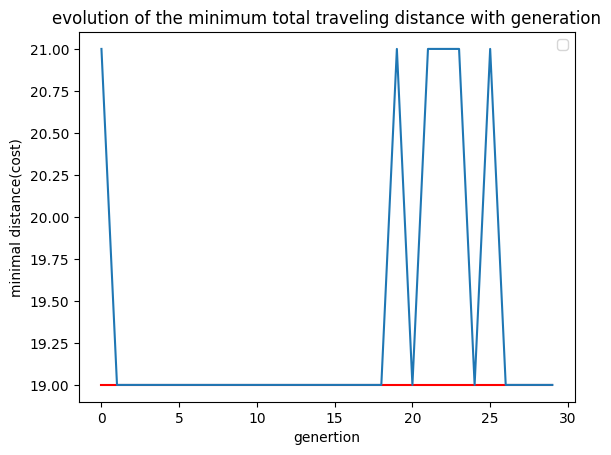 evolution of the minimum total traveling distance with generation
minimal distance(cost)
21.00
20.75
20.50
20.25
20.00
19.75
19.50
19.25
19.00
0 5 10 15 20 25 30
genertion